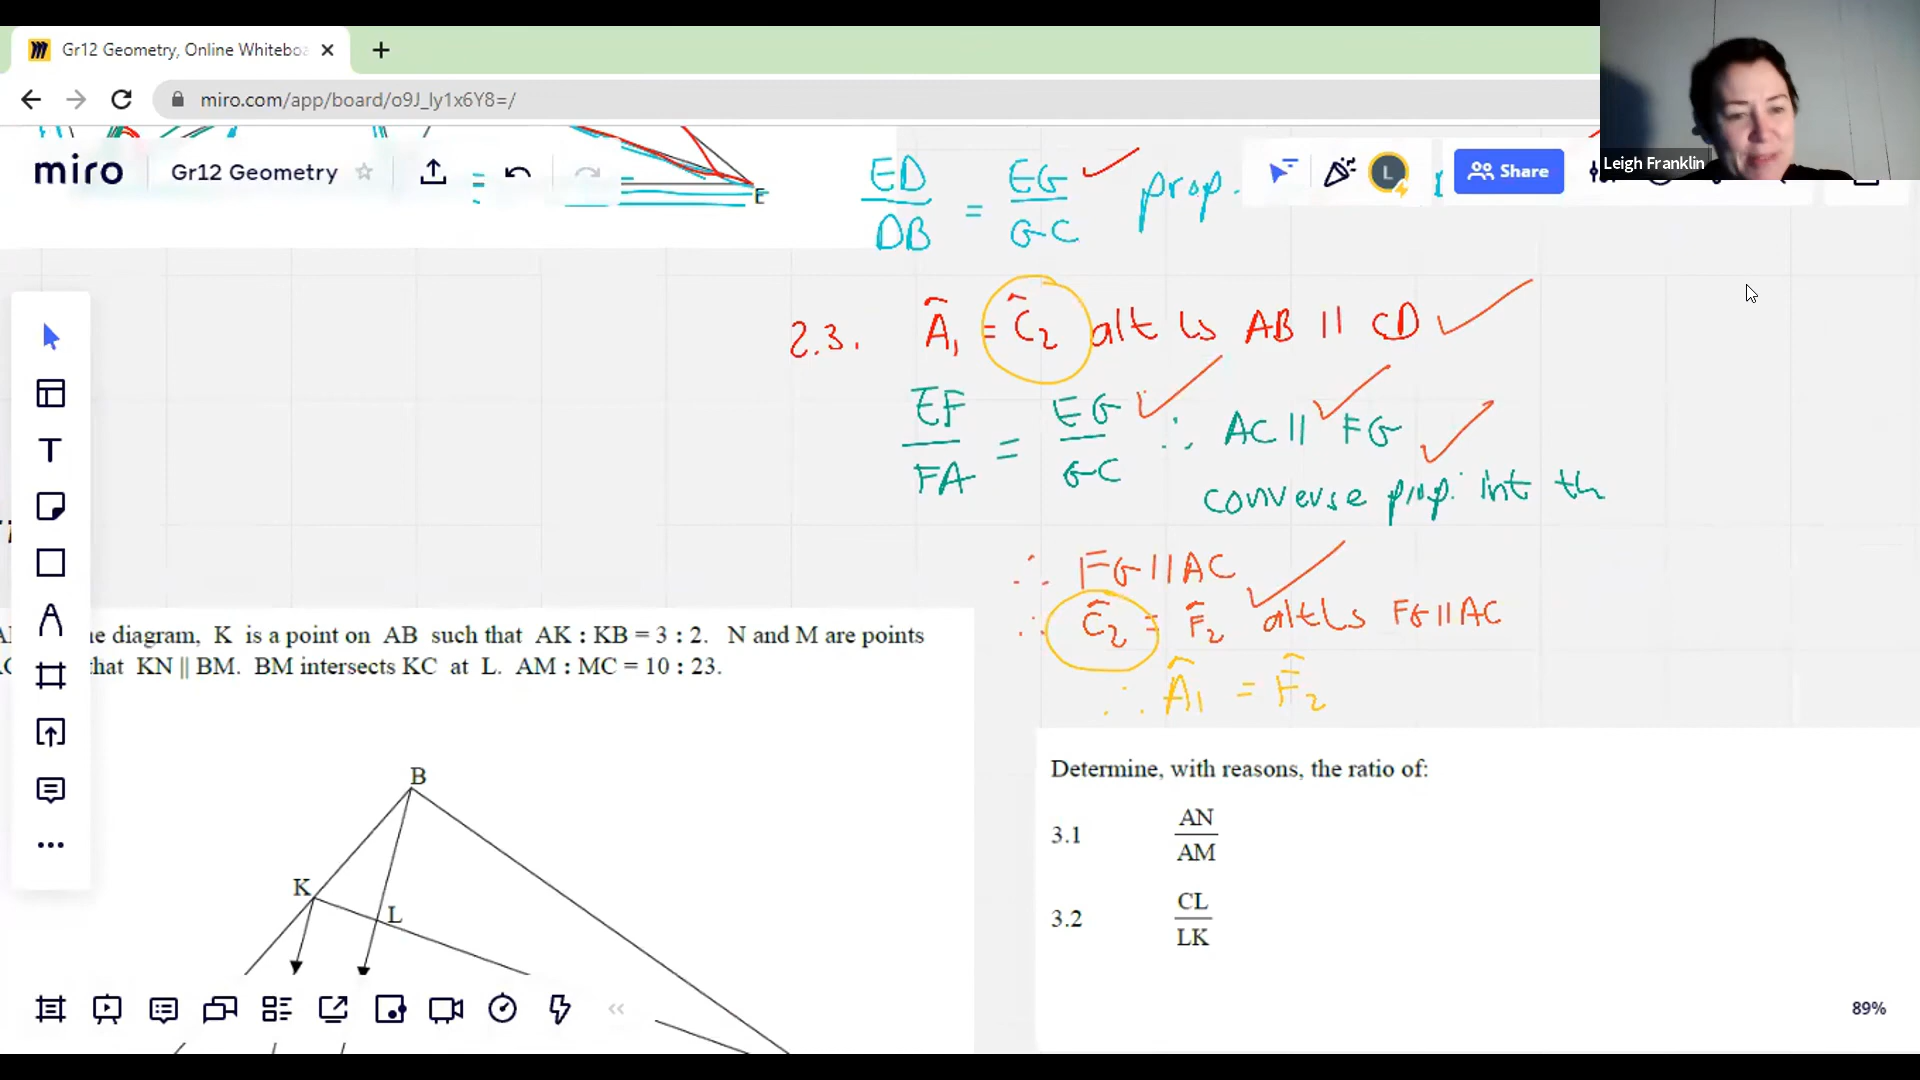 Gr12 Geometry, Online Whiteboa
miro.com/app/board/o9J_ly1x6Y8=/
Leigh Franklin
miro
Gr12 Geometry
L
Share
E
ED/DB = EG/GC prop.
2.3. Â₁ = Ĉ₂ alt ∠s AB || CD
EF/FA = EG/GC ∴ AC || FG
converse prop. int th
∴ FG || AC
∴ Ĉ₂ = F̂₂ alt ∠s FG || AC
∴ Â₁ = F̂₂
e diagram, K is a point on AB such that AK : KB = 3 : 2. N and M are points
that KN || BM. BM intersects KC at L. AM : MC = 10 : 23.
B
K
L
Determine, with reasons, the ratio of:
3.1 AN/AM
3.2 CL/LK
89%